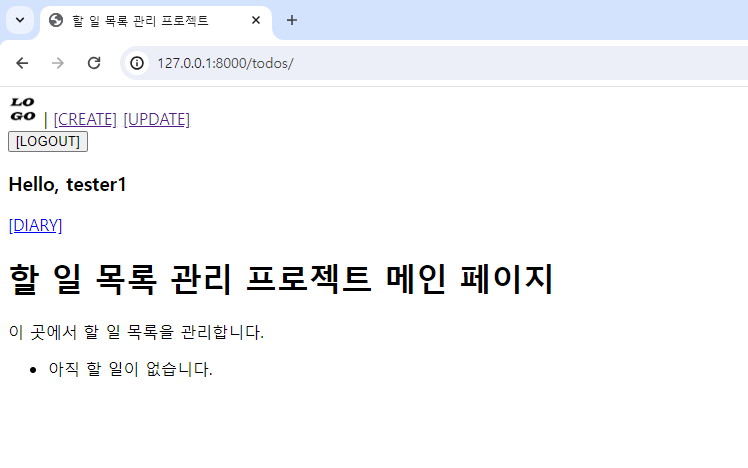 할 일 목록 관리 프로젝트
127.0.0.1:8000/todos/
LO
GO | [CREATE] [UPDATE]
[LOGOUT]
Hello, tester1
[DIARY]
할 일 목록 관리 프로젝트 메인 페이지
이 곳에서 할 일 목록을 관리합니다.
• 아직 할 일이 없습니다.